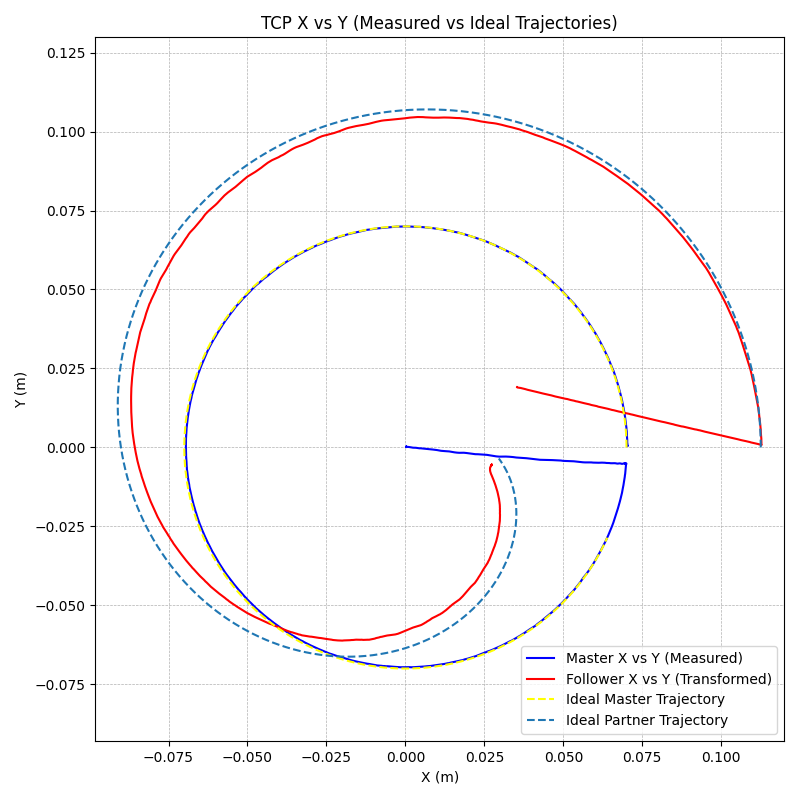 TCP X vs Y (Measured vs Ideal Trajectories)
0.125
0.100
0.075
0.050
0.025
0.000
−0.025
−0.050
−0.075
Y (m)
−0.075 −0.050 −0.025 0.000 0.025 0.050 0.075 0.100
X (m)
Master X vs Y (Measured)
Follower X vs Y (Transformed)
Ideal Master Trajectory
Ideal Partner Trajectory